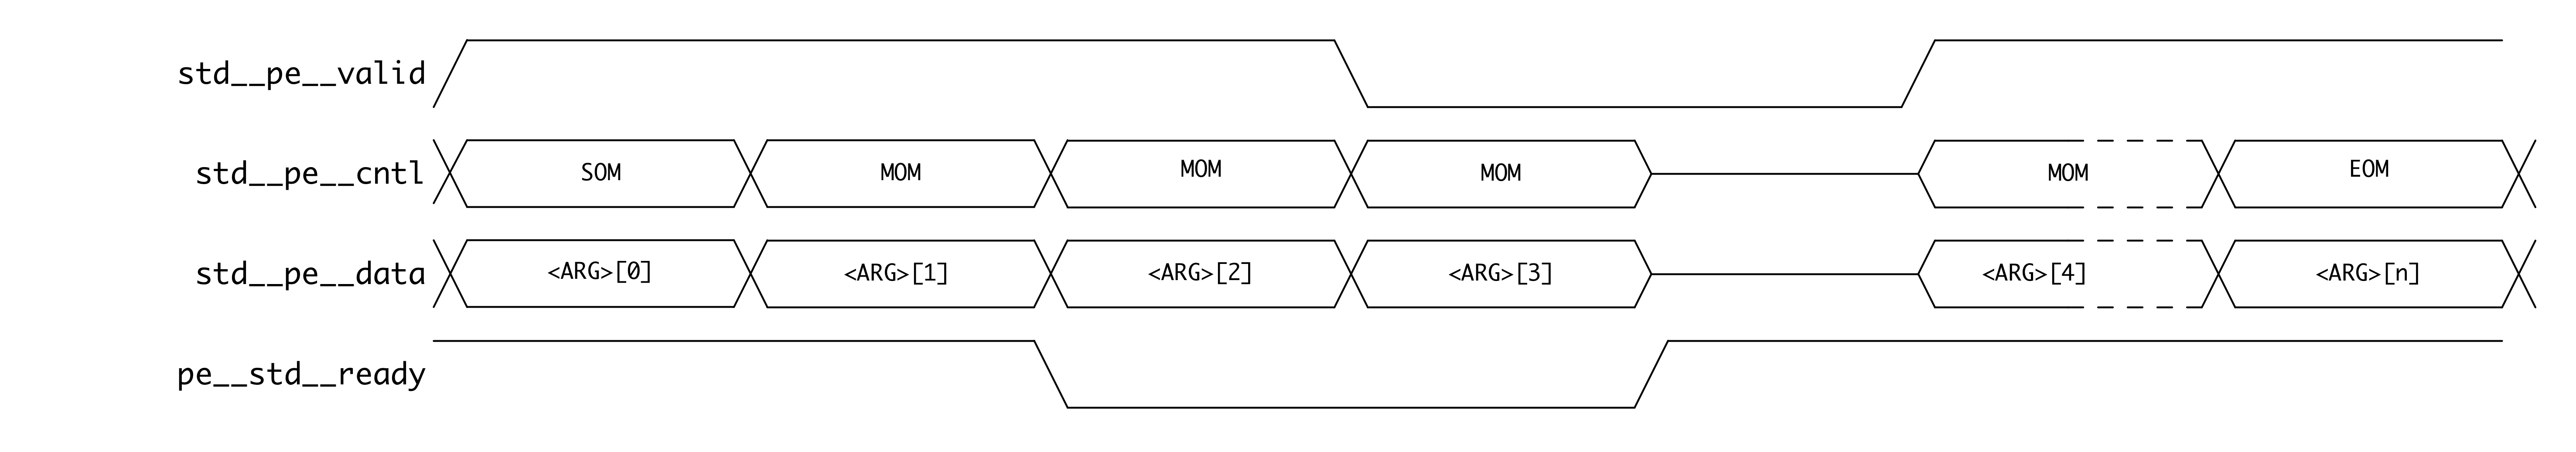 std__pe__valid
std__pe__cntl SOM MOM MOM MOM MOM EOM
std__pe__data <ARG>[0] <ARG>[1] <ARG>[2] <ARG>[3] <ARG>[4] <ARG>[n]
pe__std__ready